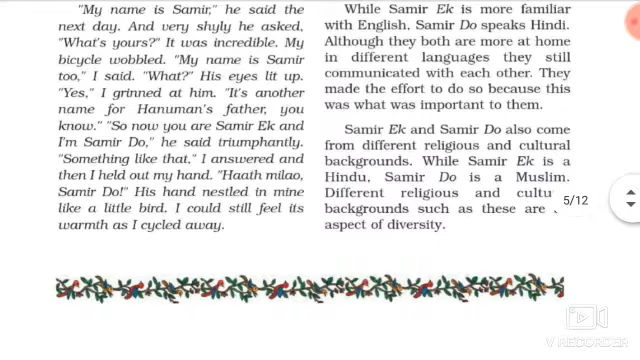 "My name is Samir," he said the
next day. And very shyly he asked,
"What's yours?" It was incredible. My
bicycle wobbled. "My name is Samir
too," I said. "What?" His eyes lit up.
"Yes," I grinned at him. "It's another
name for Hanuman's father, you
know." "So now you are Samir Ek and
I'm Samir Do," he said triumphantly.
"Something like that," I answered and
then I held out my hand. "Haath milao,
Samir Do!" His hand nestled in mine
like a little bird. I could still feel its
warmth as I cycled away.
While Samir Ek is more familiar
with English, Samir Do speaks Hindi.
Although they both are more at home
in different languages they still
communicated with each other. They
made the effort to do so because this
was what was important to them.
Samir Ek and Samir Do also come
from different religious and cultural
backgrounds. While Samir Ek is a
Hindu, Samir Do is a Muslim.
Different religious and cultur
backgrounds such as these are
aspect of diversity.
5/12
V RECORDER